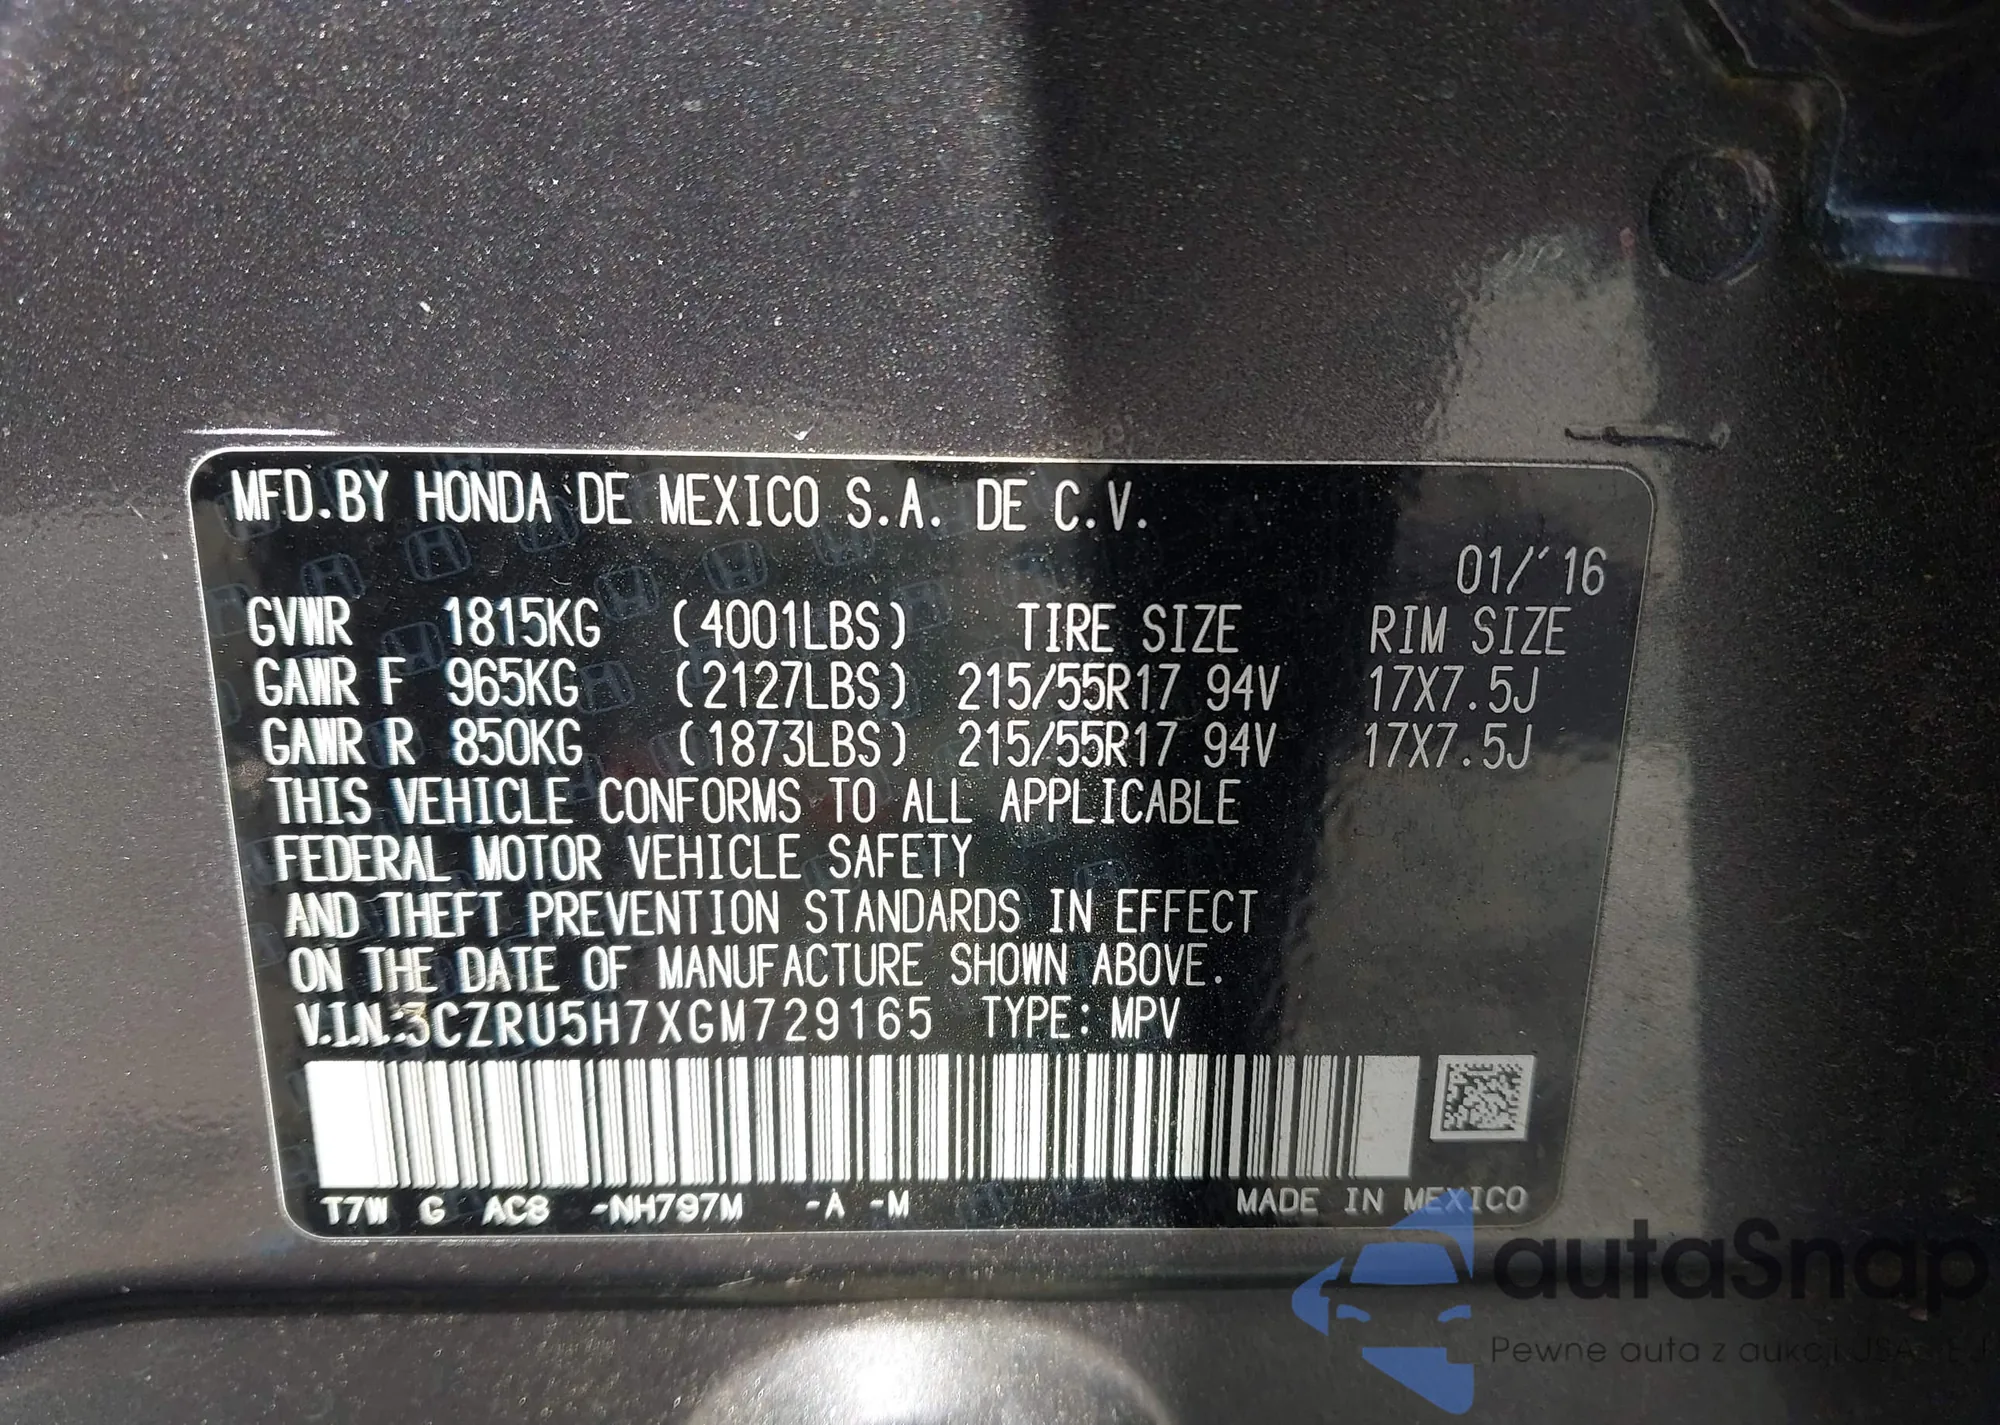 MFD.BY HONDA DE MEXICO S.A. DE C.V.
01/'16
GVWR 1815KG (4001LBS) TIRE SIZE RIM SIZE
GAWR F 965KG (2127LBS) 215/55R17 94V 17X7.5J
GAWR R 850KG (1873LBS) 215/55R17 94V 17X7.5J
THIS VEHICLE CONFORMS TO ALL APPLICABLE
FEDERAL MOTOR VEHICLE SAFETY
AND THEFT PREVENTION STANDARDS IN EFFECT
ON THE DATE OF MANUFACTURE SHOWN ABOVE.
V.I.N.:3CZRU5H7XGM729165 TYPE: MPV
T7W G AC8 -NH797M -A -M MADE IN MEXICO
autaSnap
Pewne auta z aukcji